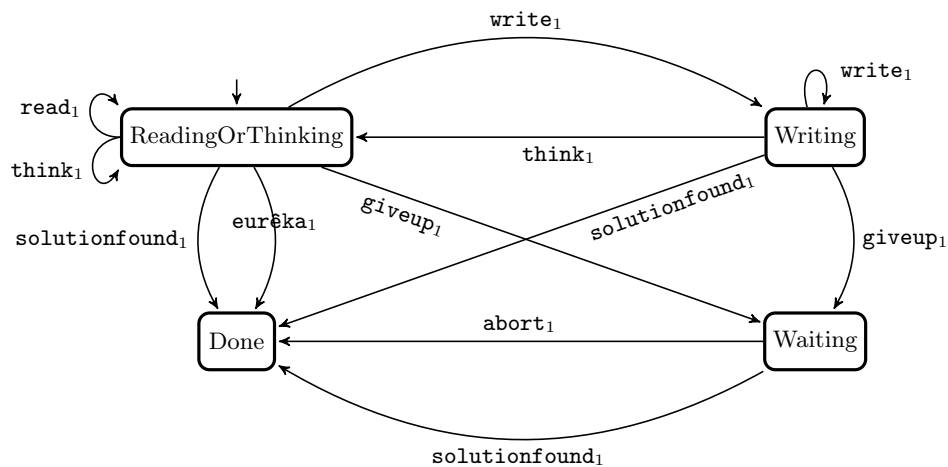 write₁
write₁
read₁
ReadingOrThinking
Writing
think₁
think₁
solutionfound₁
eurêka₁
giveup₁
solutionfound₁
giveup₁
abort₁
Done
Waiting
solutionfound₁